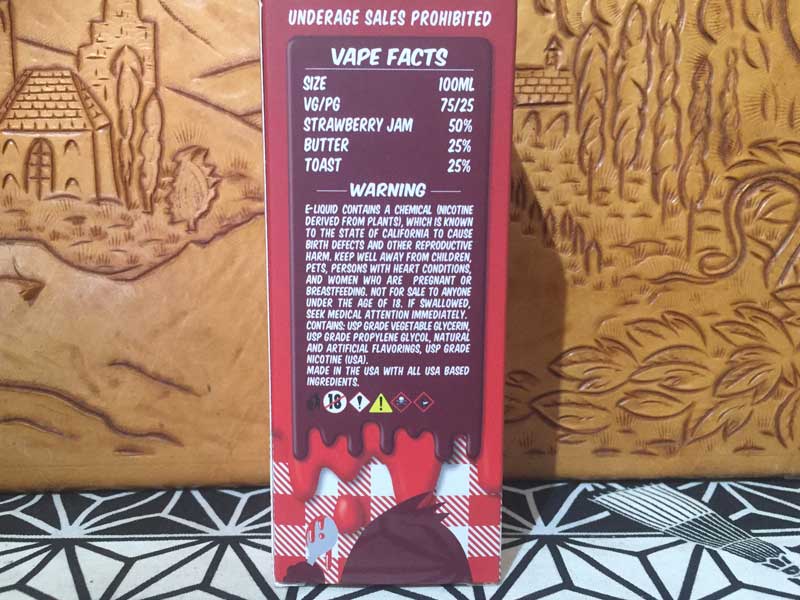 UNDERAGE SALES PROHIBITED
VAPE FACTS
SIZE 100ML
VG/PG 75/25
STRAWBERRY JAM 50%
BUTTER 25%
TOAST 25%
WARNING
E-LIQUID CONTAINS A CHEMICAL (NICOTINE
DERIVED FROM PLANTS), WHICH IS KNOWN
TO THE STATE OF CALIFORNIA TO CAUSE
BIRTH DEFECTS AND OTHER REPRODUCTIVE
HARM. KEEP WELL AWAY FROM CHILDREN,
PETS, PERSONS WITH HEART CONDITIONS,
AND WOMEN WHO ARE PREGNANT OR
BREASTFEEDING. NOT FOR SALE TO ANYONE
UNDER THE AGE OF 18. IF SWALLOWED,
SEEK MEDICAL ATTENTION IMMEDIATELY.
CONTAINS: USP GRADE VEGETABLE GLYCERIN,
USP GRADE PROPYLENE GLYCOL, NATURAL
AND ARTIFICIAL FLAVORINGS, USP GRADE
NICOTINE (USA).
MADE IN THE USA WITH ALL USA BASED
INGREDIENTS.
18